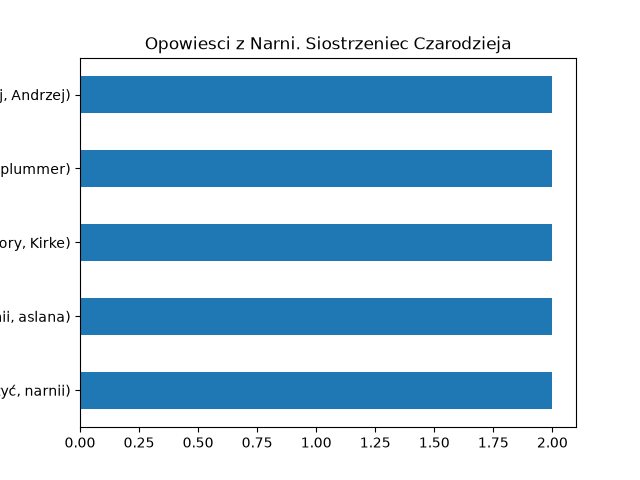 Opowiesci z Narni. Siostrzeniec Czarodzieja
j, Andrzej)
plummer)
ory, Kirke)
ii, aslana)
yć, narnii)
0.00 0.25 0.50 0.75 1.00 1.25 1.50 1.75 2.00